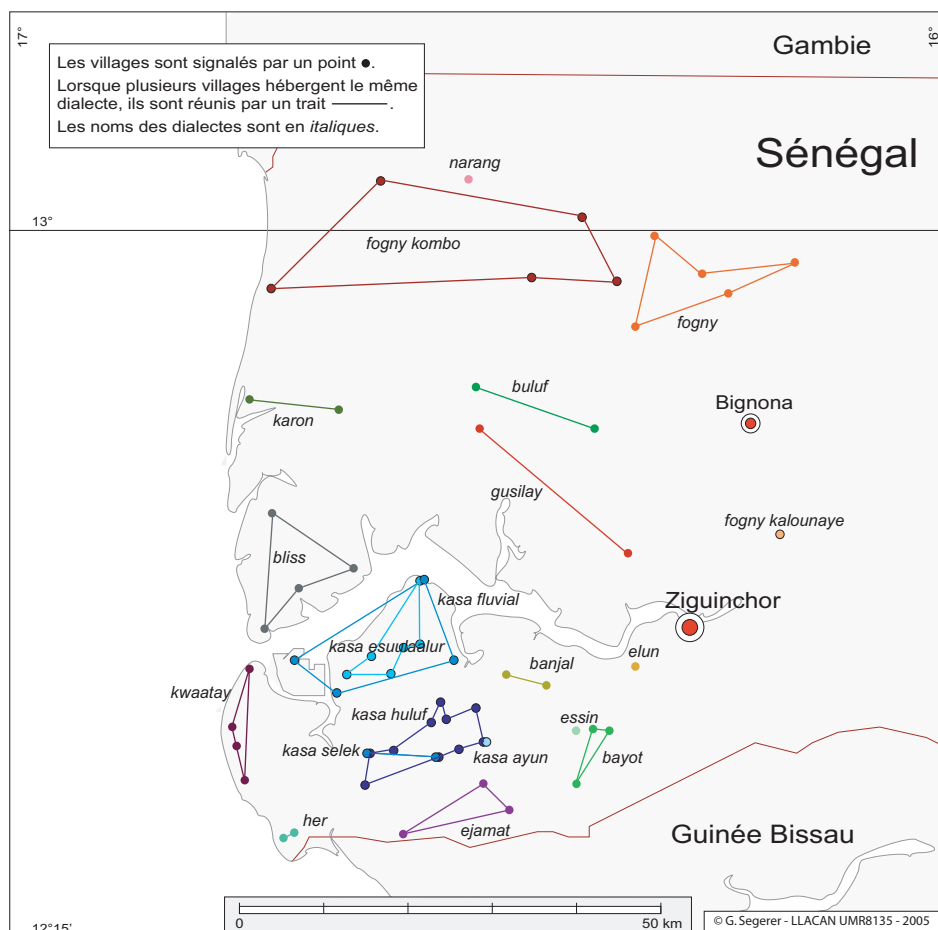 17°
16°
Gambie
Les villages sont signalés par un point ●.
Lorsque plusieurs villages hébergent le même
dialecte, ils sont réunis par un trait ———.
Les noms des dialectes sont en italiques.
Sénégal
narang
13°
fogny kombo
fogny
buluf
Bignona
karon
gusilay
fogny kalounaye
bliss
kasa fluvial
Ziguinchor
kasa esuulaalur
elun
banjal
kwaatay
kasa huluf
essin
kasa selek
kasa ayun
bayot
her
ejamat
Guinée Bissau
0
50 km
© G. Segerer - LLACAN UMR8135 - 2005
12°15'